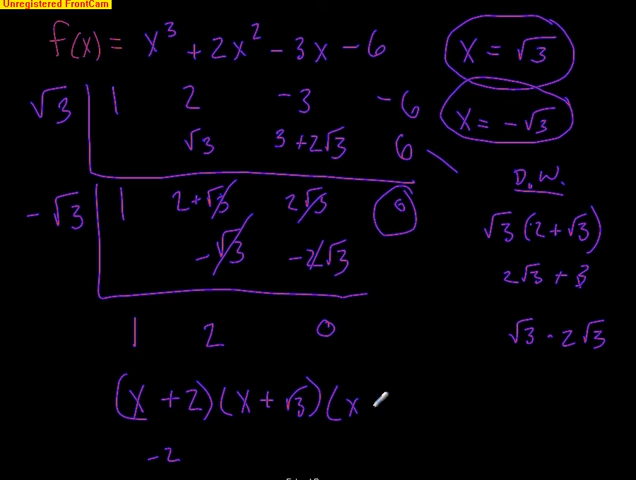 Unregistered FrontCam
f(x) = x³ + 2x² - 3x - 6
x = √3
x = -√3
√3 | 1 2 -3 -6
√3 3+2√3 6
-√3 | 1 2+√3 2√3 0
-√3 -2√3
1 2 0
(x + 2)(x + √3)(x
-2
D.W.
√3(2+√3)
2√3 + 3
√3 · 2√3